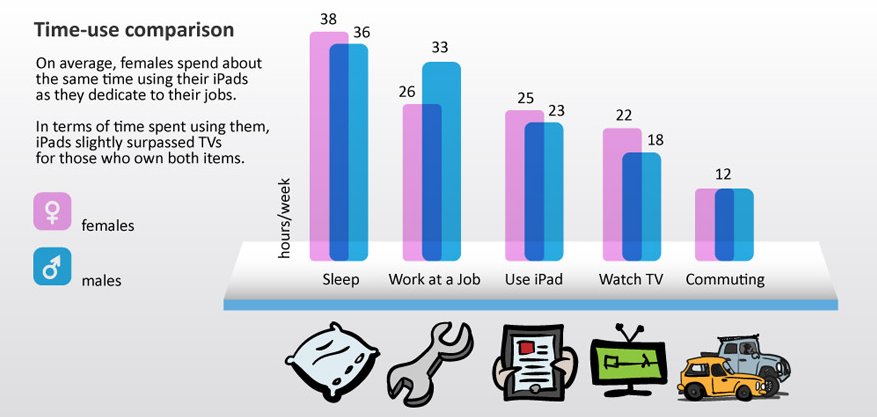 Time-use comparison
On average, females spend about
the same time using their iPads
as they dedicate to their jobs.
In terms of time spent using them,
iPads slightly surpassed TVs
for those who own both items.
females
males
hours/week
38
36
26
33
25
23
22
18
12
Sleep
Work at a Job
Use iPad
Watch TV
Commuting